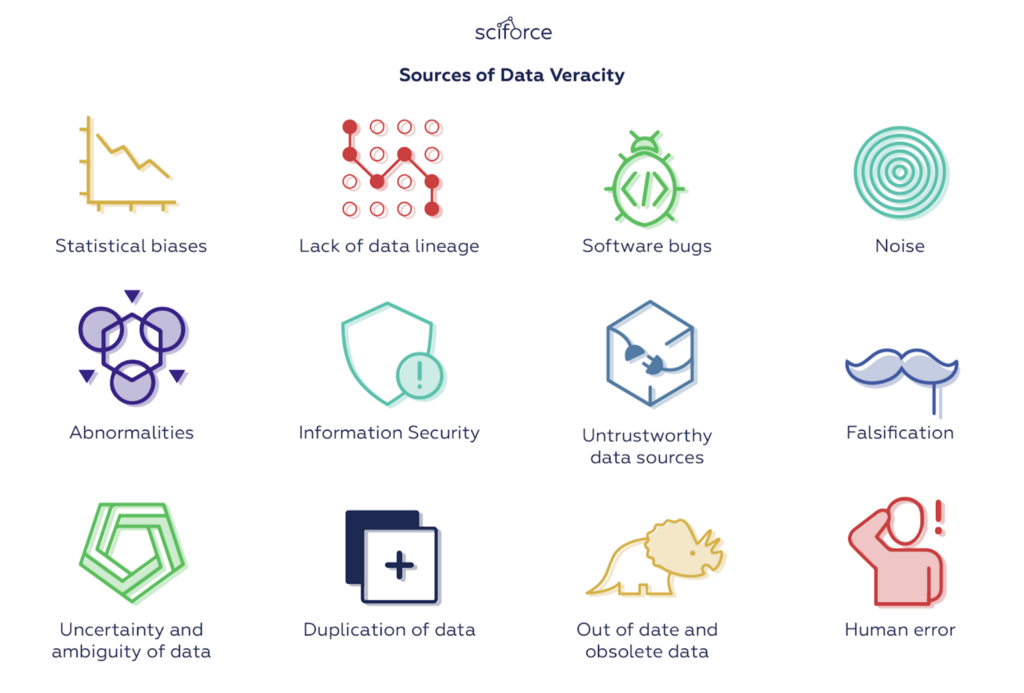 sciforce
Sources of Data Veracity
Statistical biases
Lack of data lineage
Software bugs
Noise
Abnormalities
Information Security
Untrustworthy
data sources
Falsification
Uncertainty and
ambiguity of data
Duplication of data
Out of date and
obsolete data
Human error